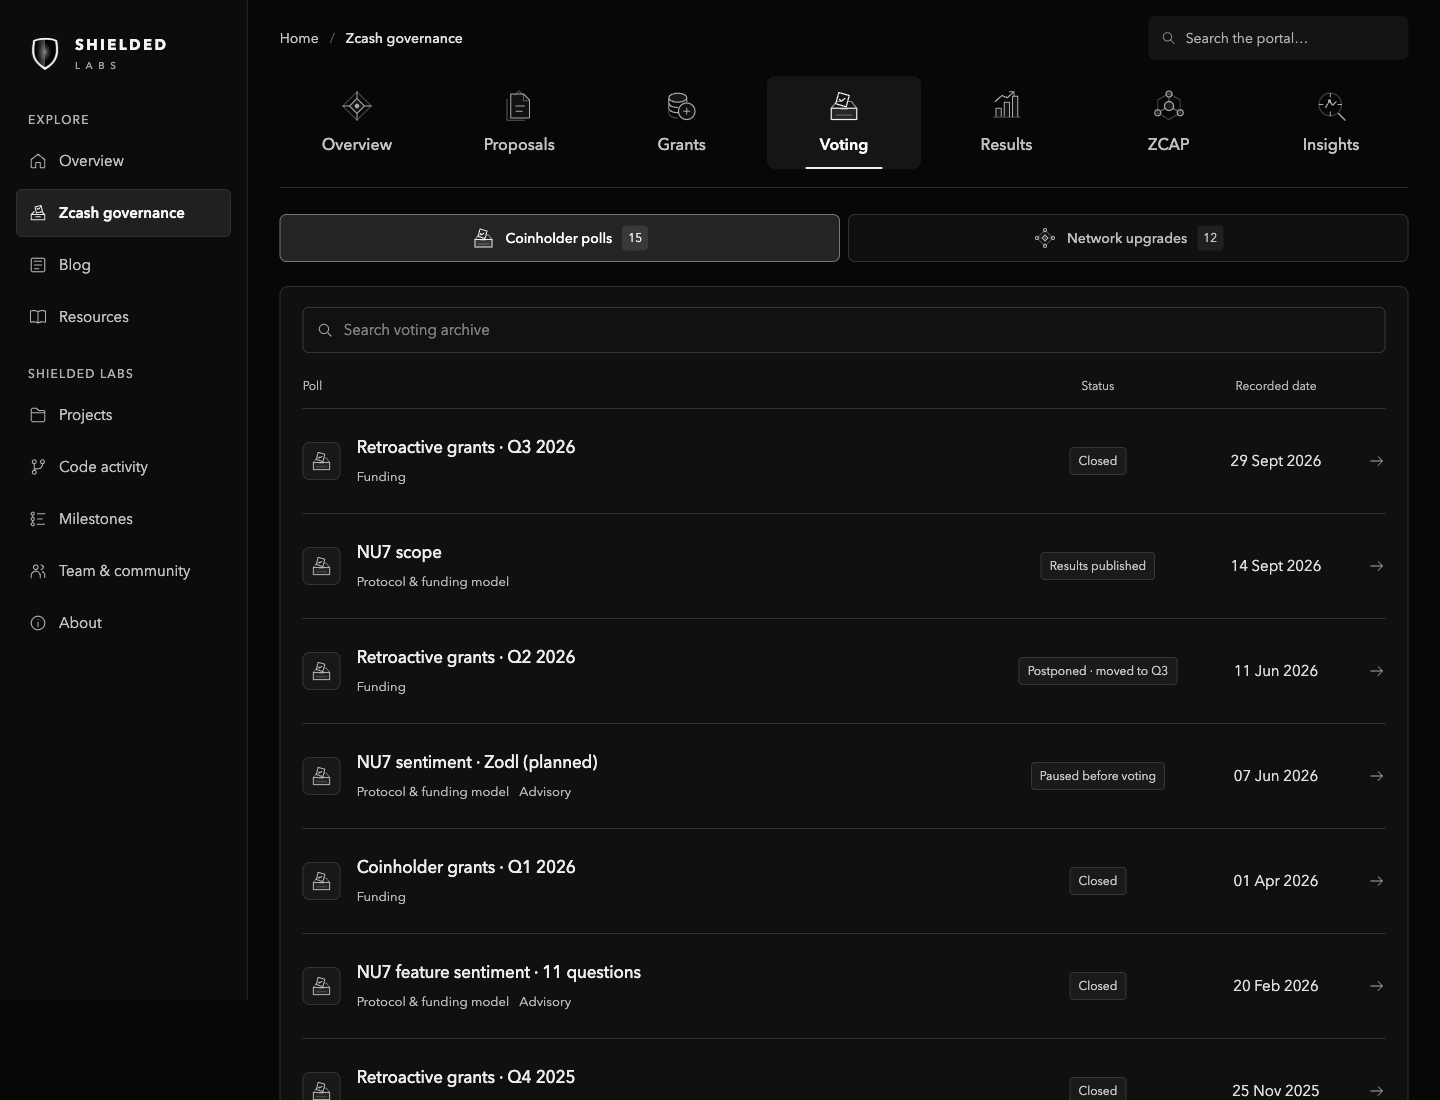 SHIELDED
LABS
EXPLORE
Overview
Zcash governance
Blog
Resources
SHIELDED LABS
Projects
Code activity
Milestones
Team & community
About
Home / Zcash governance
Search the portal...
Overview
Proposals
Grants
Voting
Results
ZCAP
Insights
Coinholder polls 15
Network upgrades 12
Search voting archive
Poll Status Recorded date
Retroactive grants · Q3 2026
Funding
Closed
29 Sept 2026
NU7 scope
Protocol & funding model
Results published
14 Sept 2026
Retroactive grants · Q2 2026
Funding
Postponed · moved to Q3
11 Jun 2026
NU7 sentiment · Zodl (planned)
Protocol & funding model Advisory
Paused before voting
07 Jun 2026
Coinholder grants · Q1 2026
Funding
Closed
01 Apr 2026
NU7 feature sentiment · 11 questions
Protocol & funding model Advisory
Closed
20 Feb 2026
Retroactive grants · Q4 2025
Closed
25 Nov 2025